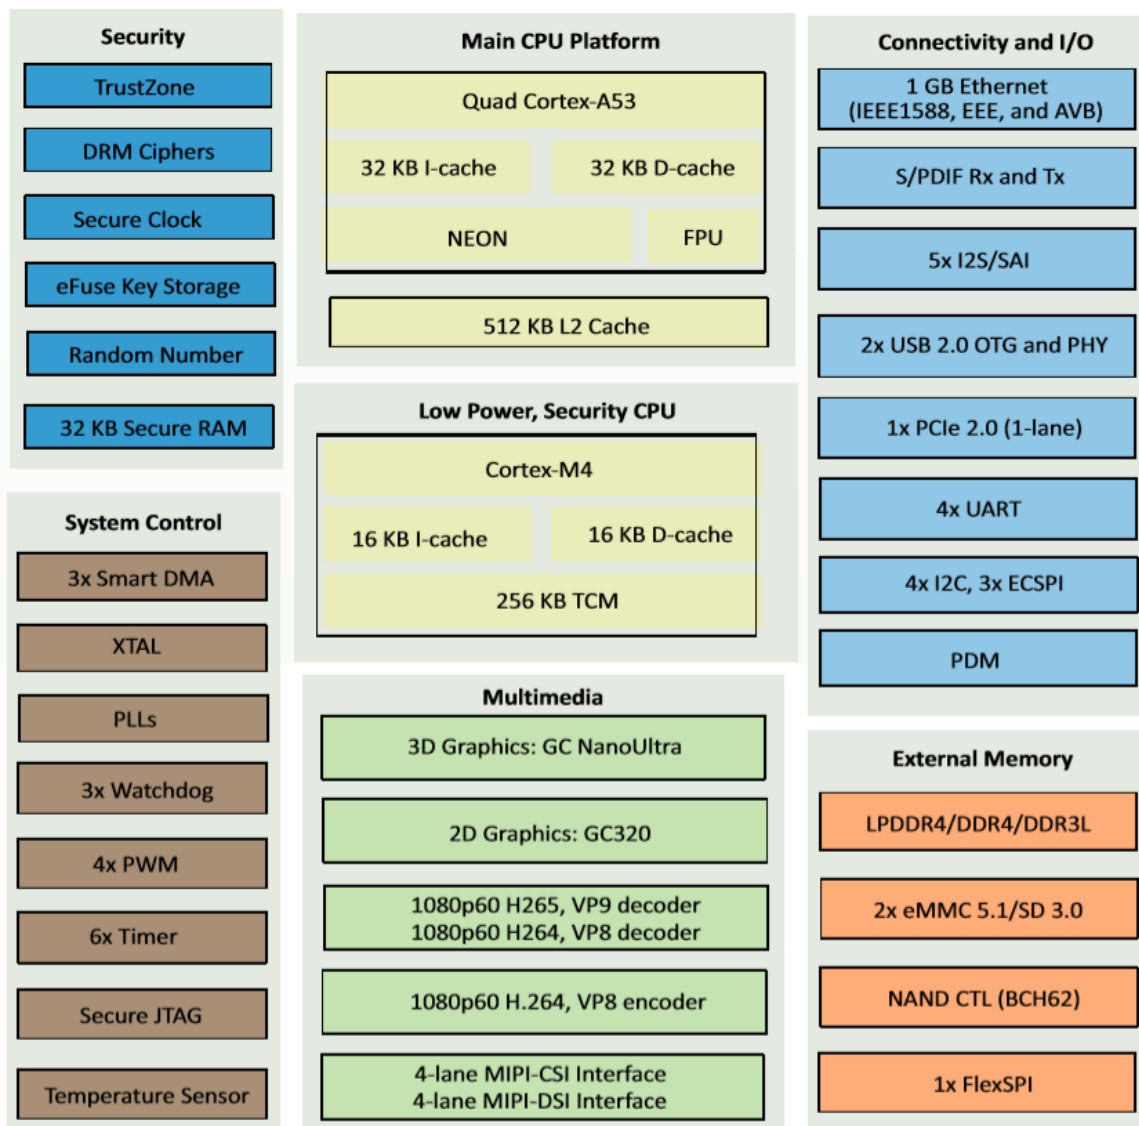 Security
TrustZone
DRM Ciphers
Secure Clock
eFuse Key Storage
Random Number
32 KB Secure RAM
System Control
3x Smart DMA
XTAL
PLLs
3x Watchdog
4x PWM
6x Timer
Secure JTAG
Temperature Sensor
Main CPU Platform
Quad Cortex-A53
32 KB I-cache
32 KB D-cache
NEON
FPU
512 KB L2 Cache
Low Power, Security CPU
Cortex-M4
16 KB I-cache
16 KB D-cache
256 KB TCM
Multimedia
3D Graphics: GC NanoUltra
2D Graphics: GC320
1080p60 H265, VP9 decoder
1080p60 H264, VP8 decoder
1080p60 H.264, VP8 encoder
4-lane MIPI-CSI Interface
4-lane MIPI-DSI Interface
Connectivity and I/O
1 GB Ethernet
(IEEE1588, EEE, and AVB)
S/PDIF Rx and Tx
5x I2S/SAI
2x USB 2.0 OTG and PHY
1x PCIe 2.0 (1-lane)
4x UART
4x I2C, 3x ECSPI
PDM
External Memory
LPDDR4/DDR4/DDR3L
2x eMMC 5.1/SD 3.0
NAND CTL (BCH62)
1x FlexSPI